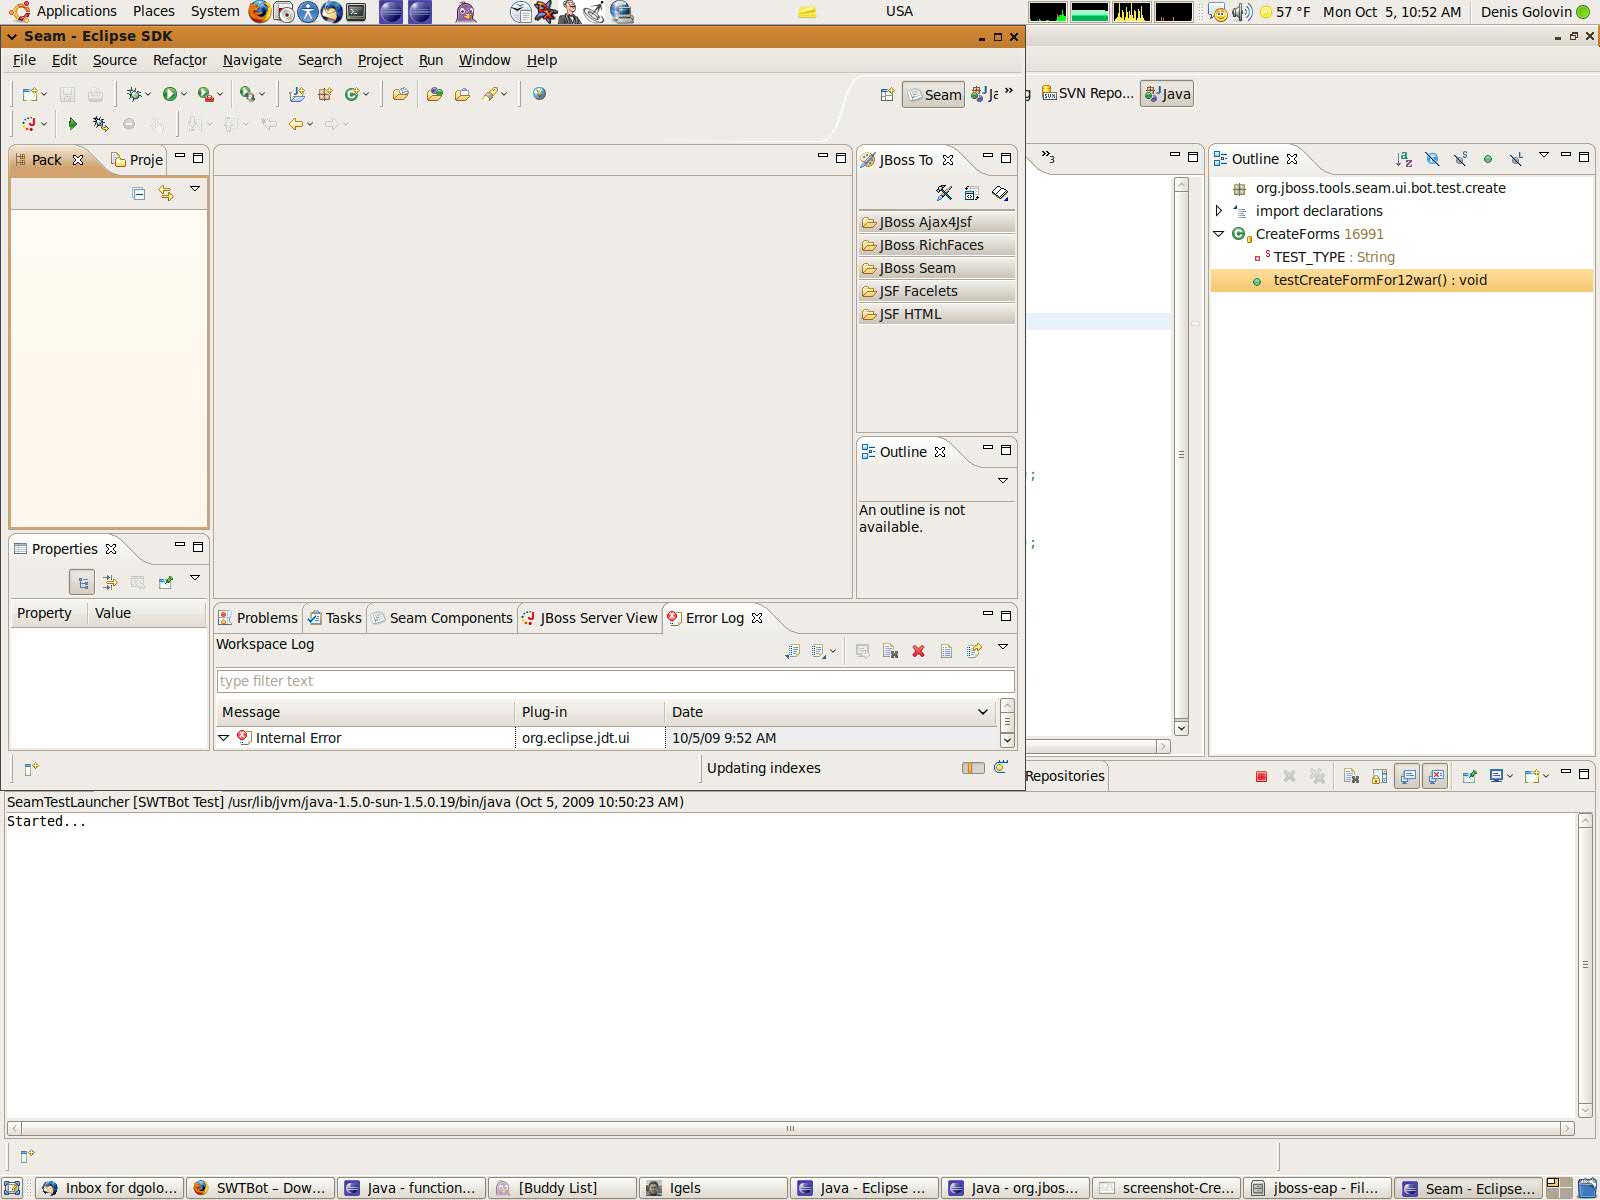 Applications Places System USA 57 °F Mon Oct 5, 10:52 AM Denis Golovin
Seam - Eclipse SDK
File Edit Source Refactor Navigate Search Project Run Window Help
Seam
SVN Repo... Java
Pack Proje
JBoss To
3
Outline
JBoss Ajax4Jsf
JBoss RichFaces
JBoss Seam
JSF Facelets
JSF HTML
org.jboss.tools.seam.ui.bot.test.create
import declarations
CreateForms 16991
TEST_TYPE : String
testCreateFormFor12war() : void
Outline
An outline is not
available.
;
;
Properties
Property Value
Problems Tasks Seam Components JBoss Server View Error Log
Workspace Log
type filter text
Message Plug-in Date
Internal Error org.eclipse.jdt.ui 10/5/09 9:52 AM
Updating indexes
Repositories
SeamTestLauncher [SWTBot Test] /usr/lib/jvm/java-1.5.0-sun-1.5.0.19/bin/java (Oct 5, 2009 10:50:23 AM)
Started...
Inbox for dgolo... SWTBot – Dow... Java - function... [Buddy List] Igels Java - Eclipse ... Java - org.jbos... screenshot-Cre... jboss-eap - Fil... Seam - Eclipse...